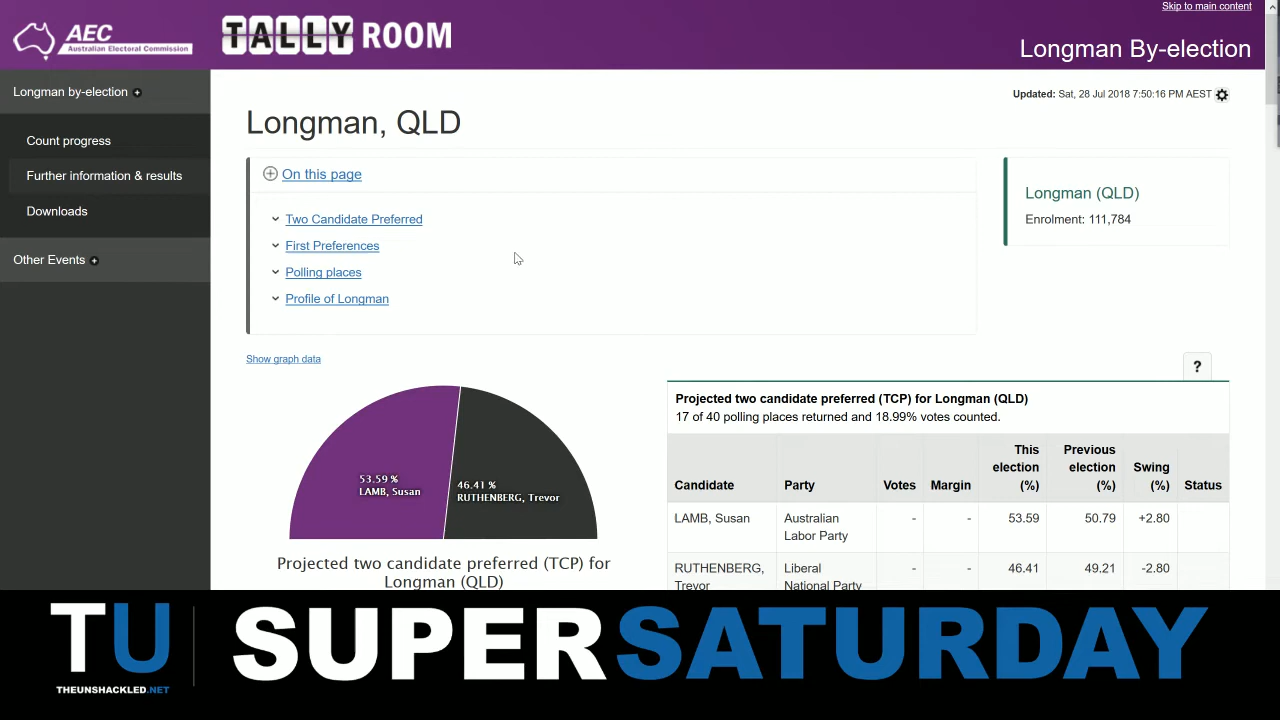 Skip to main content
AEC
Australian Electoral Commission
TALLY ROOM
Longman By-election
Longman by-election
Count progress
Further information & results
Downloads
Other Events
Updated: Sat, 28 Jul 2018 7:50:16 PM AEST
Longman, QLD
On this page
Two Candidate Preferred
First Preferences
Polling places
Profile of Longman
Longman (QLD)
Enrolment: 111,784
Show graph data
?
53.59 %
LAMB, Susan
46.41 %
RUTHENBERG, Trevor
Projected two candidate preferred (TCP) for
Longman (QLD)
Projected two candidate preferred (TCP) for Longman (QLD)
17 of 40 polling places returned and 18.99% votes counted.
Candidate Party Votes Margin This election (%) Previous election (%) Swing (%) Status
LAMB, Susan Australian Labor Party - - 53.59 50.79 +2.80
RUTHENBERG, Trevor Liberal National Party - - 46.41 49.21 -2.80
TU SUPERSATURDAY
THEUNSHACKLED.NET